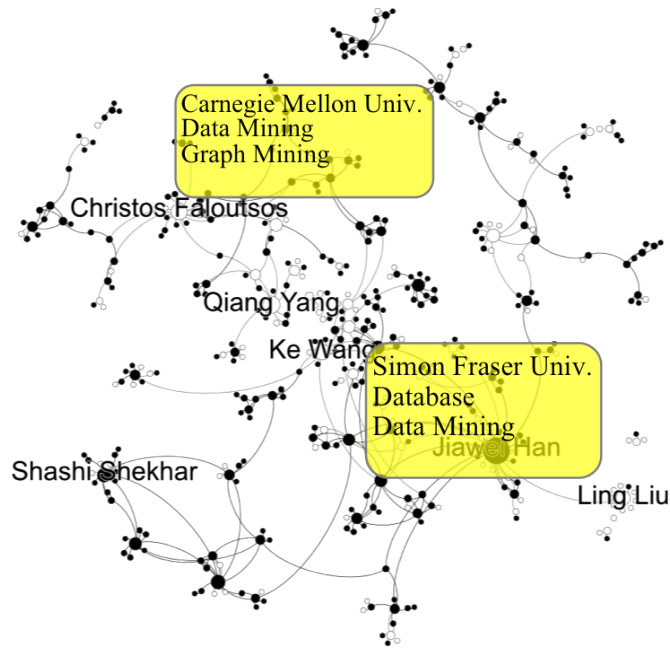 Carnegie Mellon Univ.
Data Mining
Graph Mining
Christos Faloutsos
Qiang Yang
Ke Wang
Simon Fraser Univ.
Database
Data Mining
Jiawei Han
Shashi Shekhar
Ling Liu